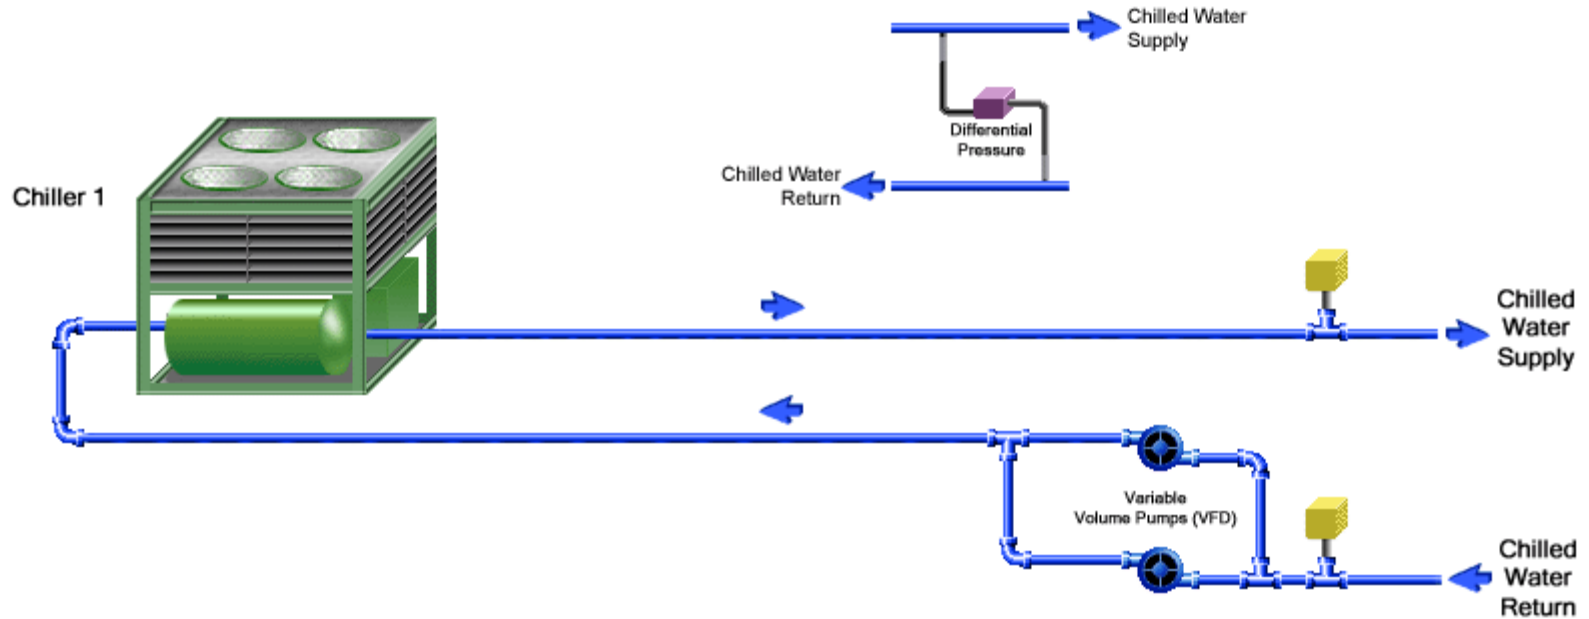 Chilled Water
Supply
Differential
Pressure
Chilled Water
Return
Chiller 1
Chilled
Water
Supply
Variable
Volume Pumps (VFD)
Chilled
Water
Return